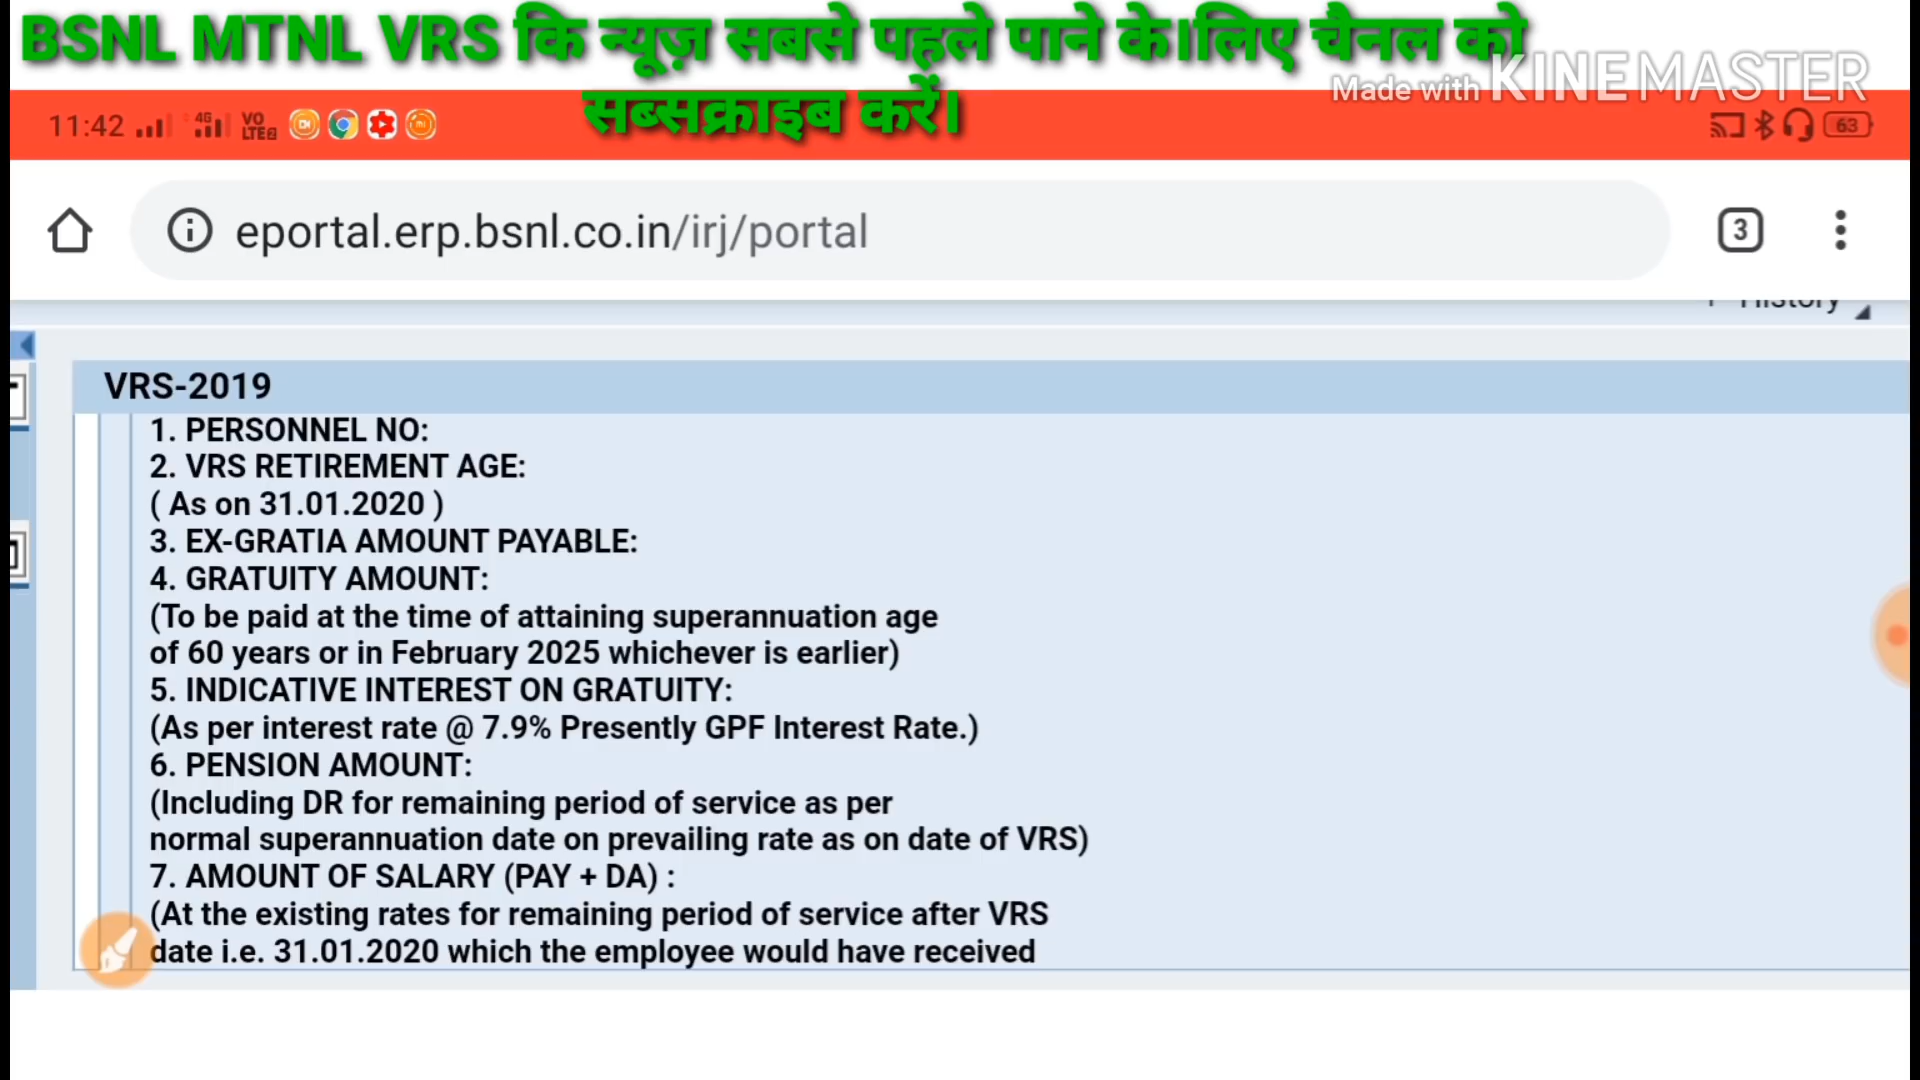 BSNL MTNL VRS कि न्यूज़ सबसे पहले पाने के।लिए चैनल को
सब्सक्राइब करें।
Made with KINEMASTER
11:42 4G VO LTE2 63
eportal.erp.bsnl.co.in/irj/portal 3
History
VRS-2019
1. PERSONNEL NO:
2. VRS RETIREMENT AGE:
( As on 31.01.2020 )
3. EX-GRATIA AMOUNT PAYABLE:
4. GRATUITY AMOUNT:
(To be paid at the time of attaining superannuation age
of 60 years or in February 2025 whichever is earlier)
5. INDICATIVE INTEREST ON GRATUITY:
(As per interest rate @ 7.9% Presently GPF Interest Rate.)
6. PENSION AMOUNT:
(Including DR for remaining period of service as per
normal superannuation date on prevailing rate as on date of VRS)
7. AMOUNT OF SALARY (PAY + DA) :
(At the existing rates for remaining period of service after VRS
date i.e. 31.01.2020 which the employee would have received